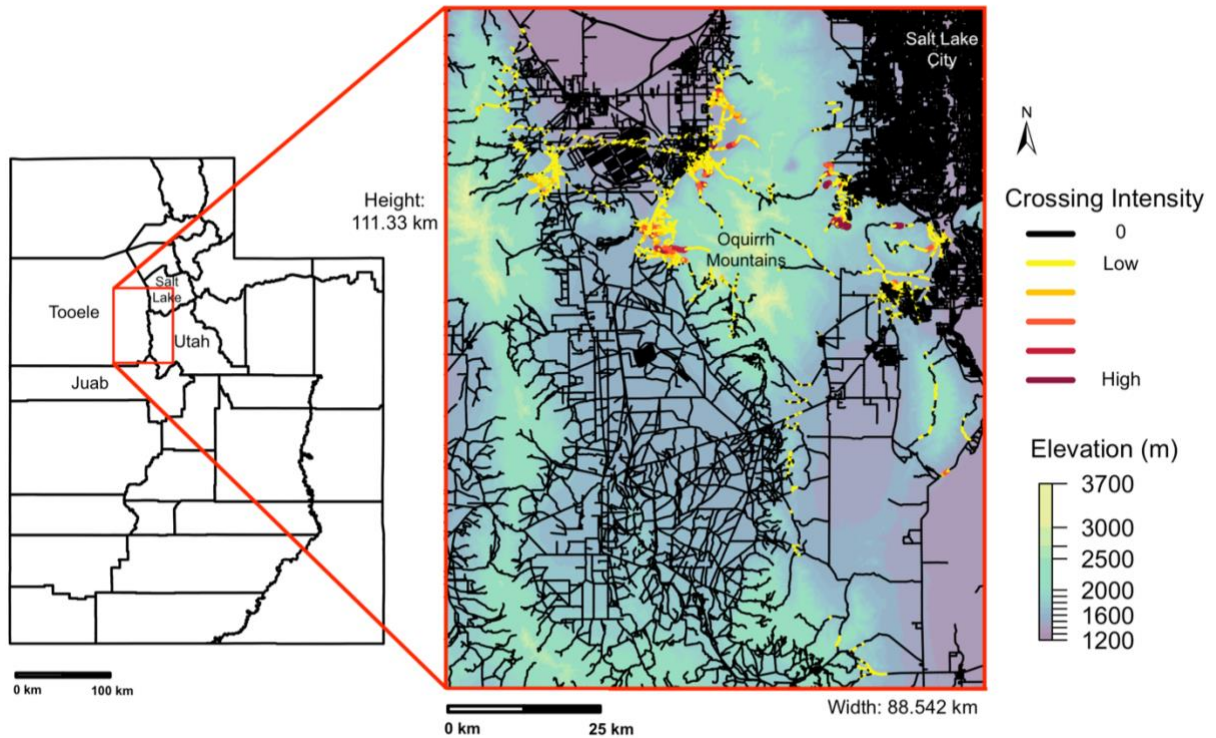 Salt Lake
City
N
Height:
111.33 km
Crossing Intensity
0
Low
High
Oquirrh
Mountains
Salt
Lake
Tooele
Utah
Juab
Elevation (m)
3700
3000
2500
2000
1600
1200
0 km
100 km
0 km
25 km
Width: 88.542 km